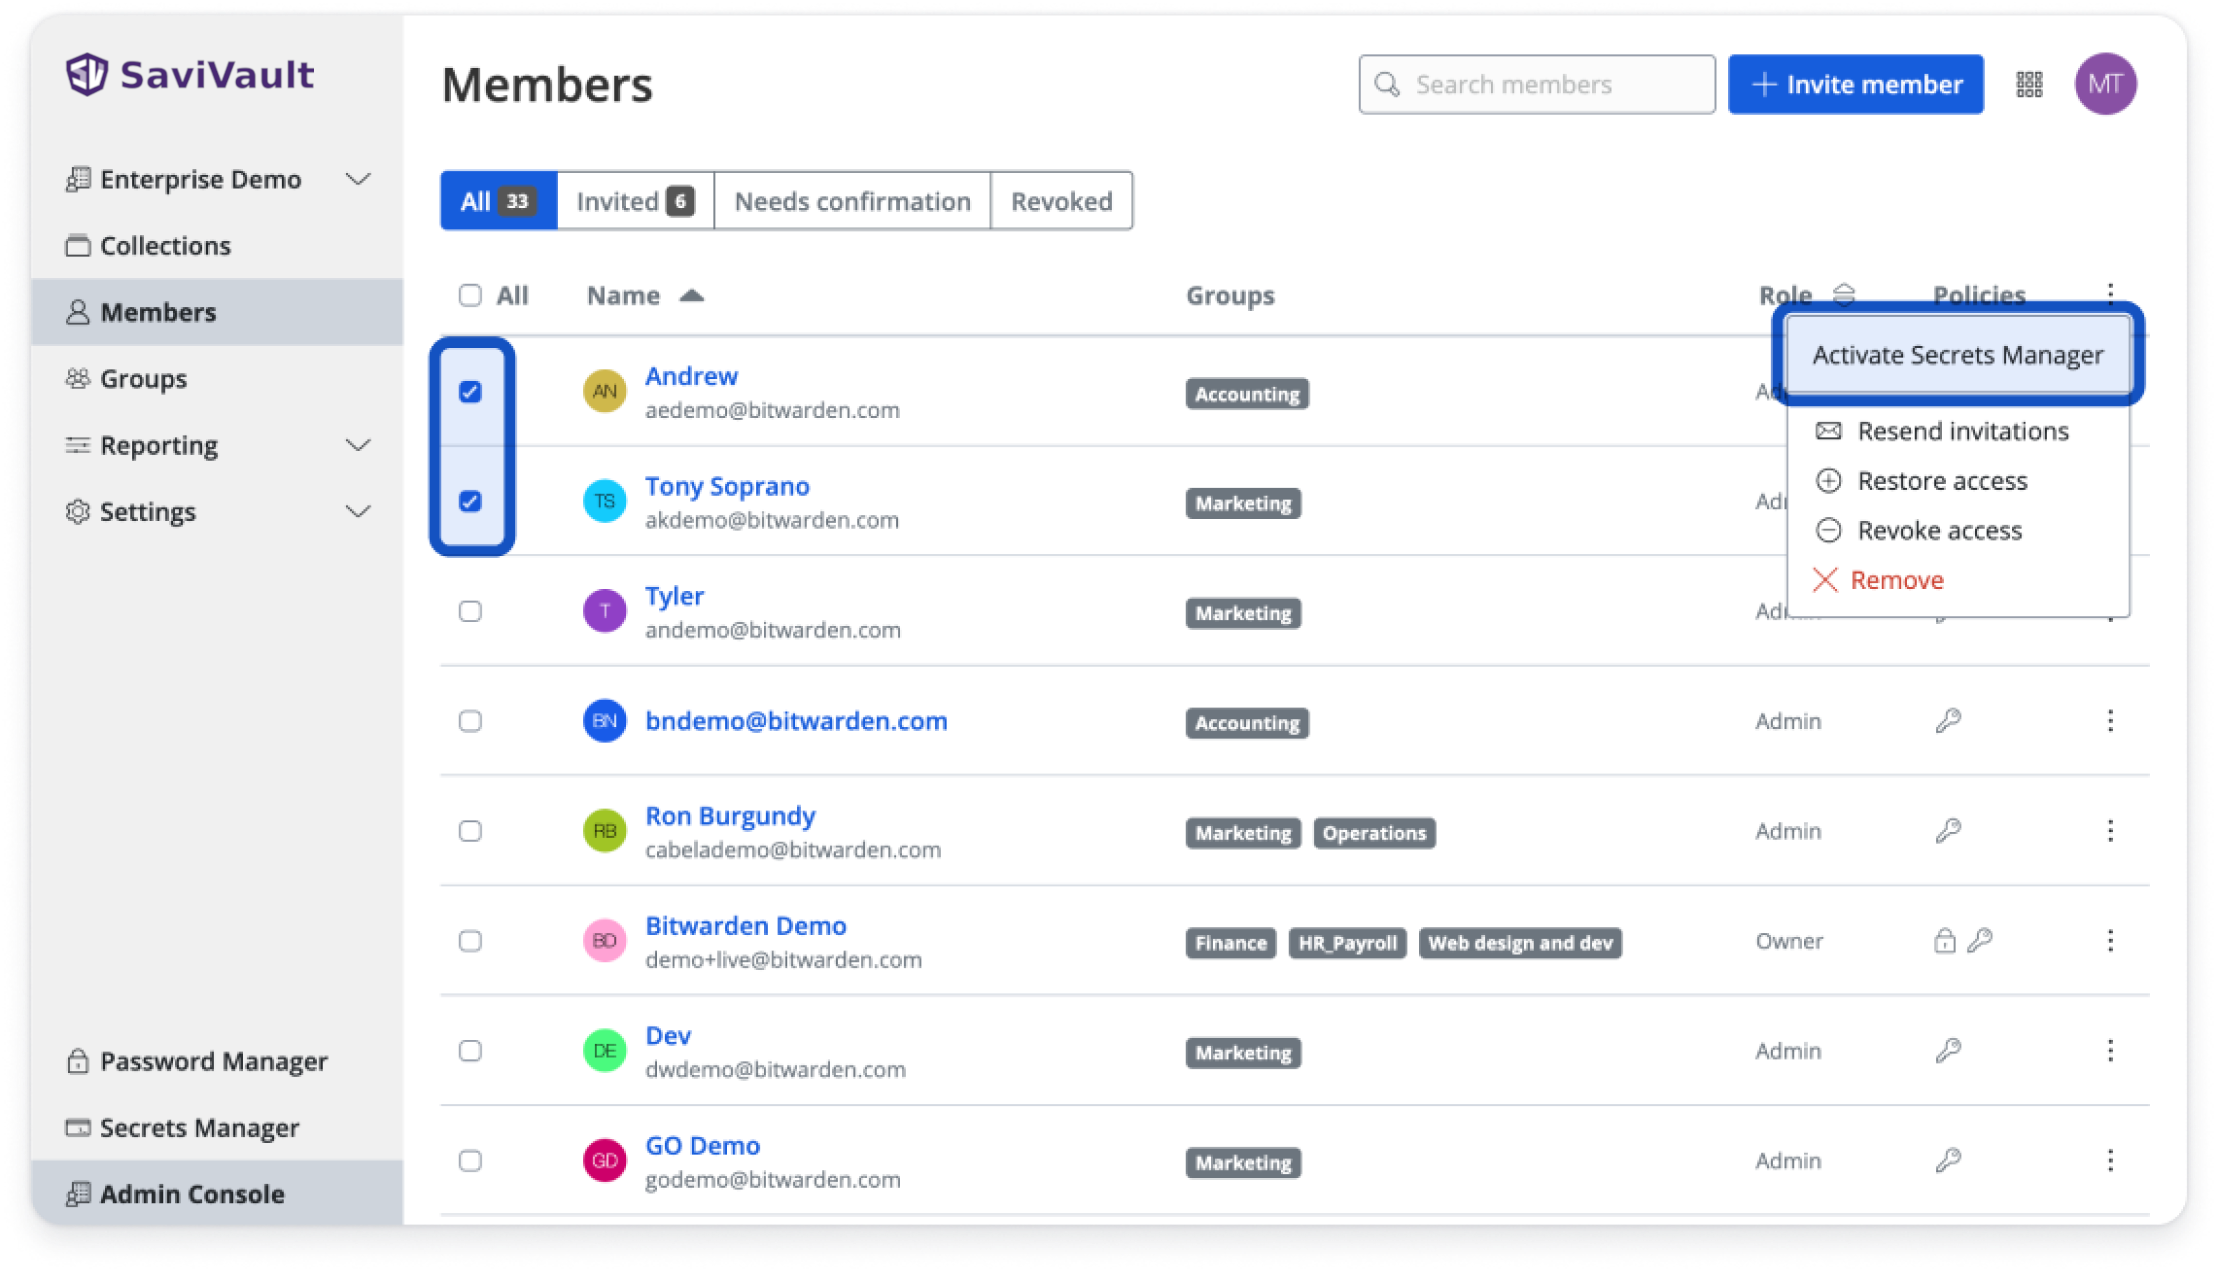 SaviVault
Enterprise Demo
Collections
Members
Groups
Reporting
Settings
Password Manager
Secrets Manager
Admin Console
Members
Search members
Invite member
MT
All 33
Invited 6
Needs confirmation
Revoked
All Name Groups Role Policies
AN
Andrew
aedemo@bitwarden.com
Accounting
TS
Tony Soprano
akdemo@bitwarden.com
Marketing
T
Tyler
andemo@bitwarden.com
Marketing
Activate Secrets Manager
Resend invitations
Restore access
Revoke access
Remove
BN
bndemo@bitwarden.com
Accounting
Admin
RB
Ron Burgundy
cabelademo@bitwarden.com
Marketing Operations
Admin
BD
Bitwarden Demo
demo+live@bitwarden.com
Finance HR_Payroll Web design and dev
Owner
DE
Dev
dwdemo@bitwarden.com
Marketing
Admin
GD
GO Demo
godemo@bitwarden.com
Marketing
Admin